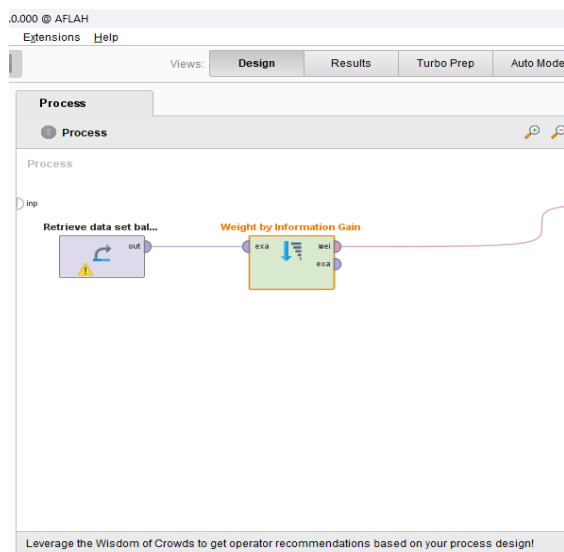 .0.000 @ AFLAH
Extensions Help
Views: Design Results Turbo Prep Auto Mode
Process
Process
Process
inp
Retrieve data set bal...
out
Weight by Information Gain
exa wei
exa
Leverage the Wisdom of Crowds to get operator recommendations based on your process design!